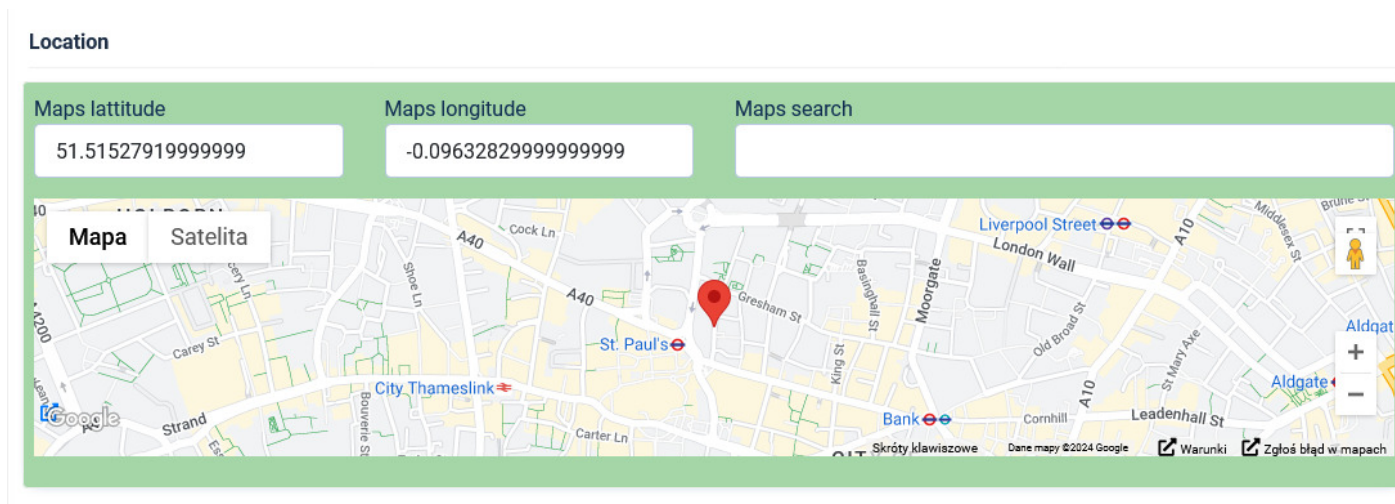 Location
Maps lattitude
Maps longitude
Maps search
51.51527919999999
-0.09632829999999999
Mapa
Satelita
A40
Cock Ln
Liverpool Street
London Wall
A10
Middlesex St
Shoe Ln
A40
Gresham St
Basinghall St
Moorgate
Old Broad St
St Mary Axe
A4200
Carey St
St. Paul's
King St
City Thameslink
Bouverie St
A10
Aldgate
Google
Strand
Carter Ln
Bank
Cornhill
Leadenhall St
Skróty klawiszowe
Dane mapy ©2024 Google
Warunki
Zgłoś błąd w mapach